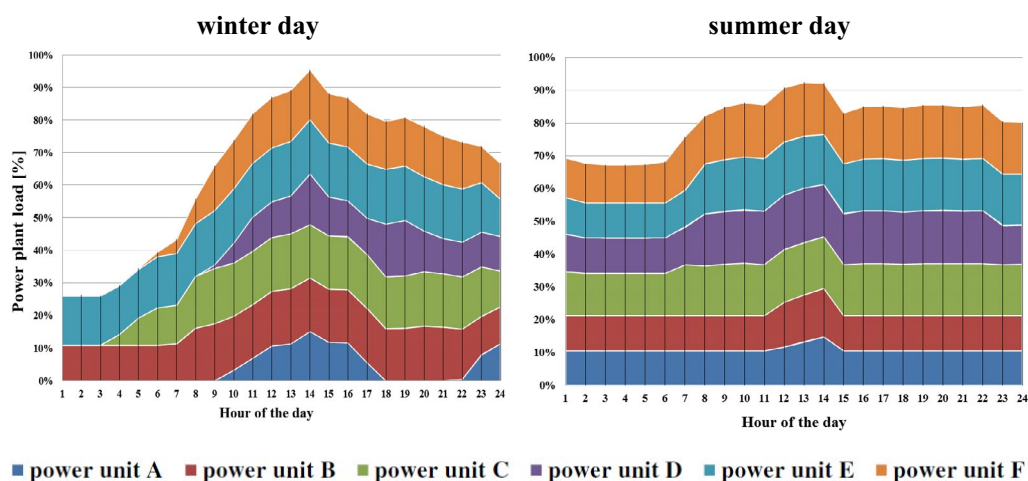 winter day
summer day
Power plant load [%]
100%
90%
80%
70%
60%
50%
40%
30%
20%
10%
0%
1 2 3 4 5 6 7 8 9 10 11 12 13 14 15 16 17 18 19 20 21 22 23 24
Hour of the day
100%
90%
80%
70%
60%
50%
40%
30%
20%
10%
0%
1 2 3 4 5 6 7 8 9 10 11 12 13 14 15 16 17 18 19 20 21 22 23 24
Hour of the day
power unit A power unit B power unit C power unit D power unit E power unit F